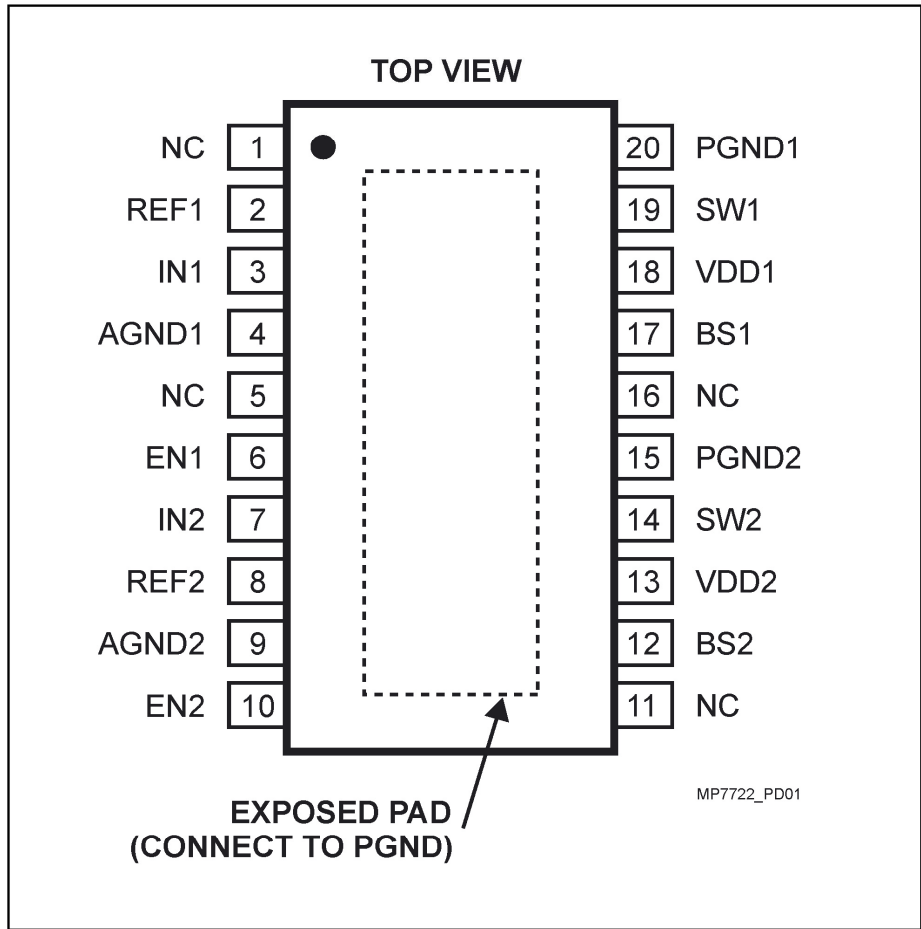 TOP VIEW
NC 1 20 PGND1
REF1 2 19 SW1
IN1 3 18 VDD1
AGND1 4 17 BS1
NC 5 16 NC
EN1 6 15 PGND2
IN2 7 14 SW2
REF2 8 13 VDD2
AGND2 9 12 BS2
EN2 10 11 NC
MP7722_PD01
EXPOSED PAD
(CONNECT TO PGND)